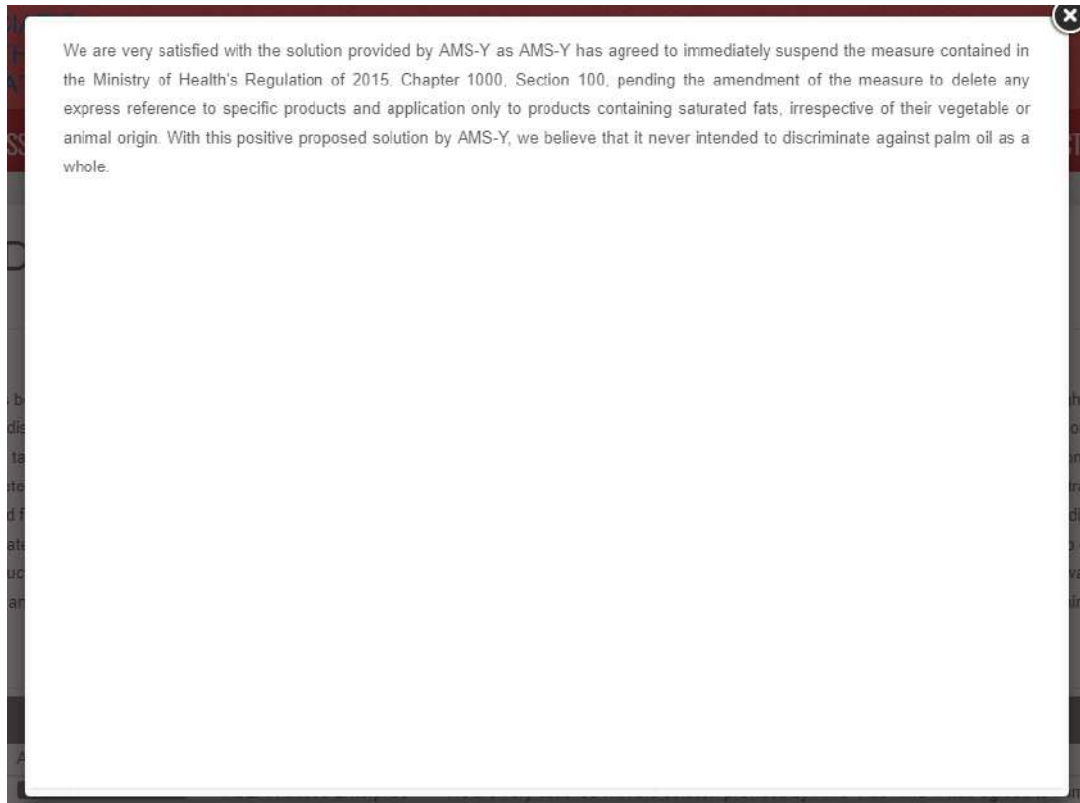 We are very satisfied with the solution provided by AMS-Y as AMS-Y has agreed to immediately suspend the measure contained in
the Ministry of Health's Regulation of 2015. Chapter 1000, Section 100, pending the amendment of the measure to delete any
express reference to specific products and application only to products containing saturated fats, irrespective of their vegetable or
animal origin. With this positive proposed solution by AMS-Y, we believe that it never intended to discriminate against palm oil as a
whole.